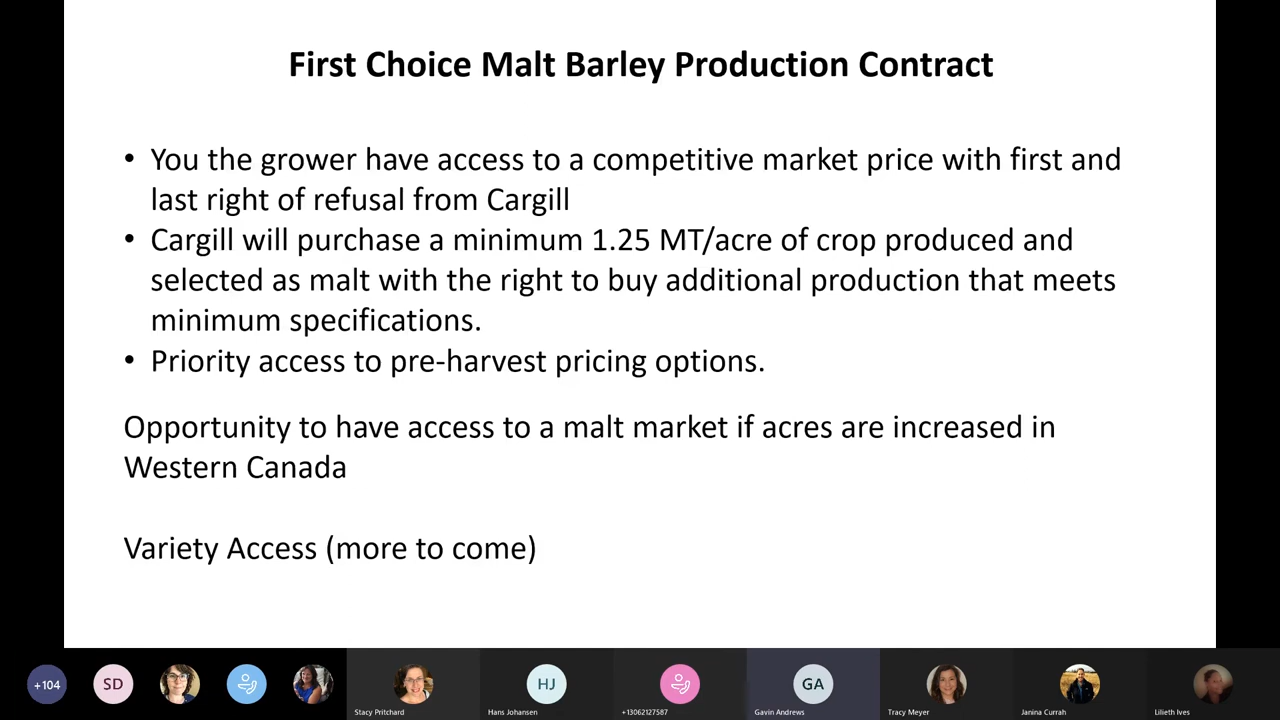 First Choice Malt Barley Production Contract
• You the grower have access to a competitive market price with first and
last right of refusal from Cargill
• Cargill will purchase a minimum 1.25 MT/acre of crop produced and
selected as malt with the right to buy additional production that meets
minimum specifications.
• Priority access to pre-harvest pricing options.
Opportunity to have access to a malt market if acres are increased in
Western Canada
Variety Access (more to come)
+104
SD
HJ
GA
Stacy Pritchard
Hans Johansen
+13062127587
Gavin Andrews
Tracy Meyer
Janina Currah
Lilieth Ives